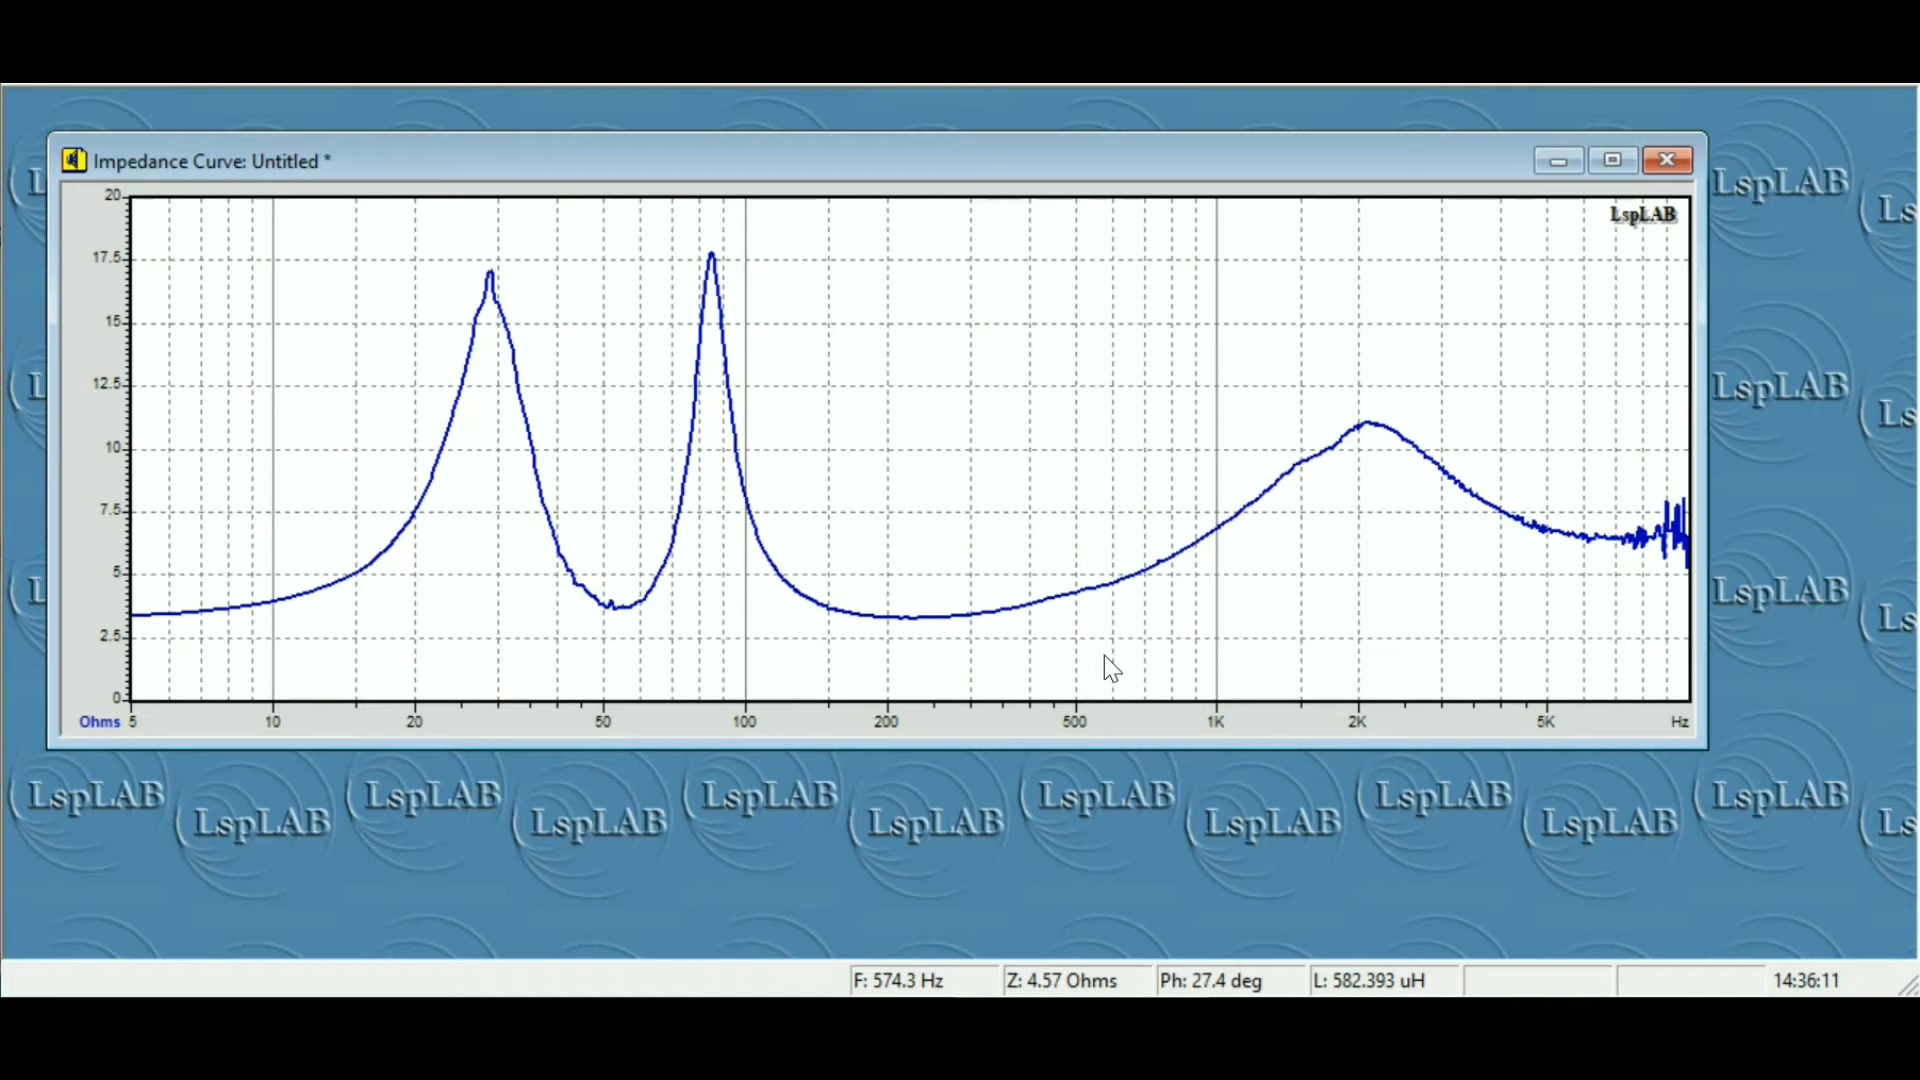 Impedance Curve: Untitled *
LspLAB
20
17.5
15
12.5
10
7.5
5
2.5
0
Ohms 5 10 20 50 100 200 500 1K 2K 5K Hz
LspLAB LspLAB LspLAB LspLAB LspLAB LspLAB
LspLAB LspLAB LspLAB LspLAB LspLAB
LspLAB
LspLAB
LspLAB
F: 574.3 Hz Z: 4.57 Ohms Ph: 27.4 deg L: 582.393 uH 14:36:11